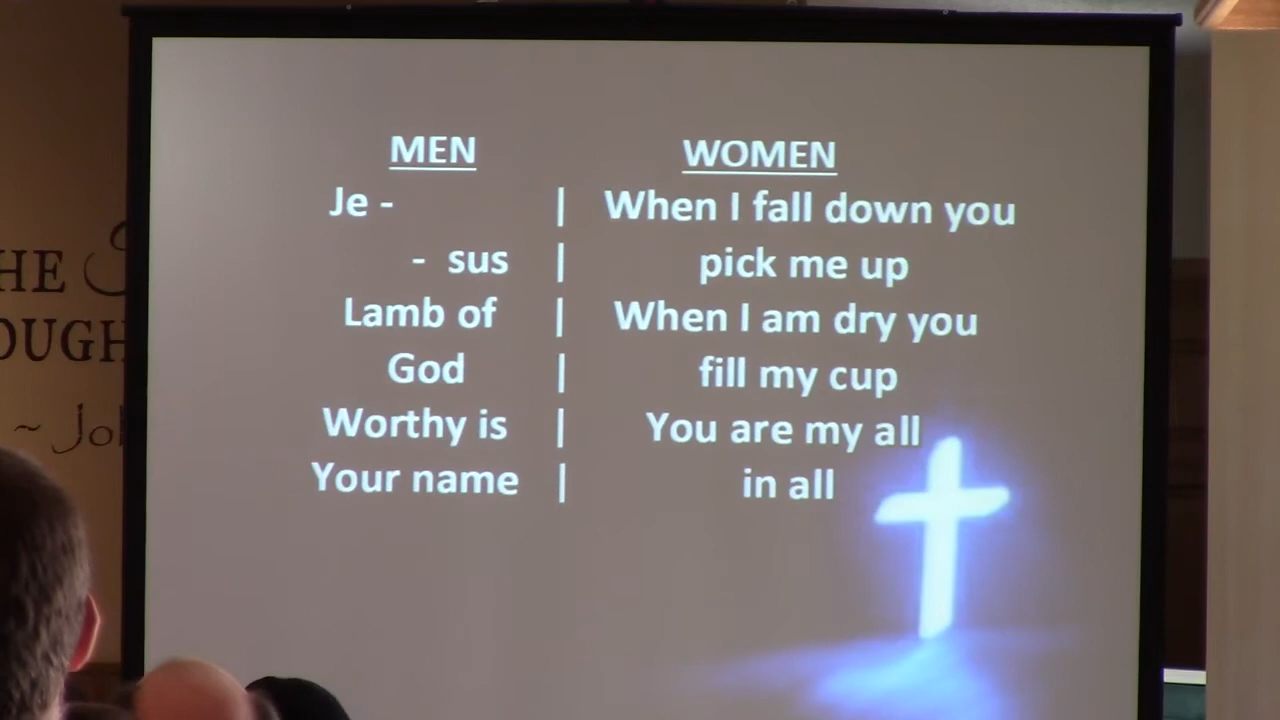 MEN | WOMEN
Je - | When I fall down you
- sus | pick me up
Lamb of | When I am dry you
God | fill my cup
Worthy is | You are my all
Your name | in all
HE
OUGH
~ Joh